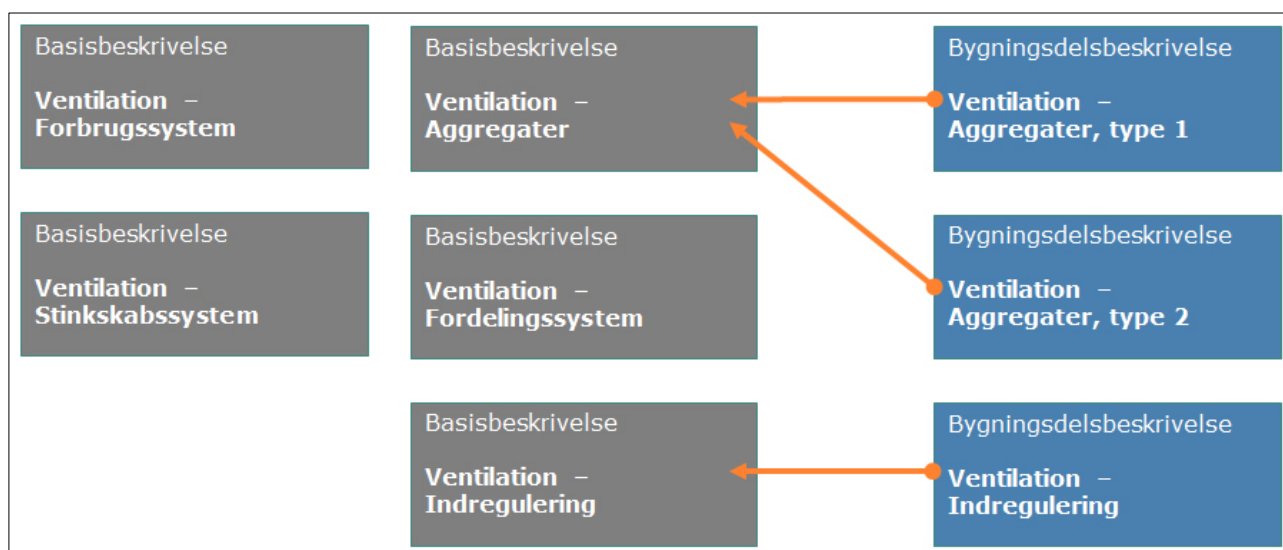 Basisbeskrivelse
Ventilation –
Forbrugssystem
Basisbeskrivelse
Ventilation –
Aggregater
Bygningsdelsbeskrivelse
Ventilation –
Aggregater, type 1
Basisbeskrivelse
Ventilation –
Stinkskabssystem
Basisbeskrivelse
Ventilation –
Fordelingssystem
Bygningsdelsbeskrivelse
Ventilation –
Aggregater, type 2
Basisbeskrivelse
Ventilation –
Indregulering
Bygningsdelsbeskrivelse
Ventilation –
Indregulering